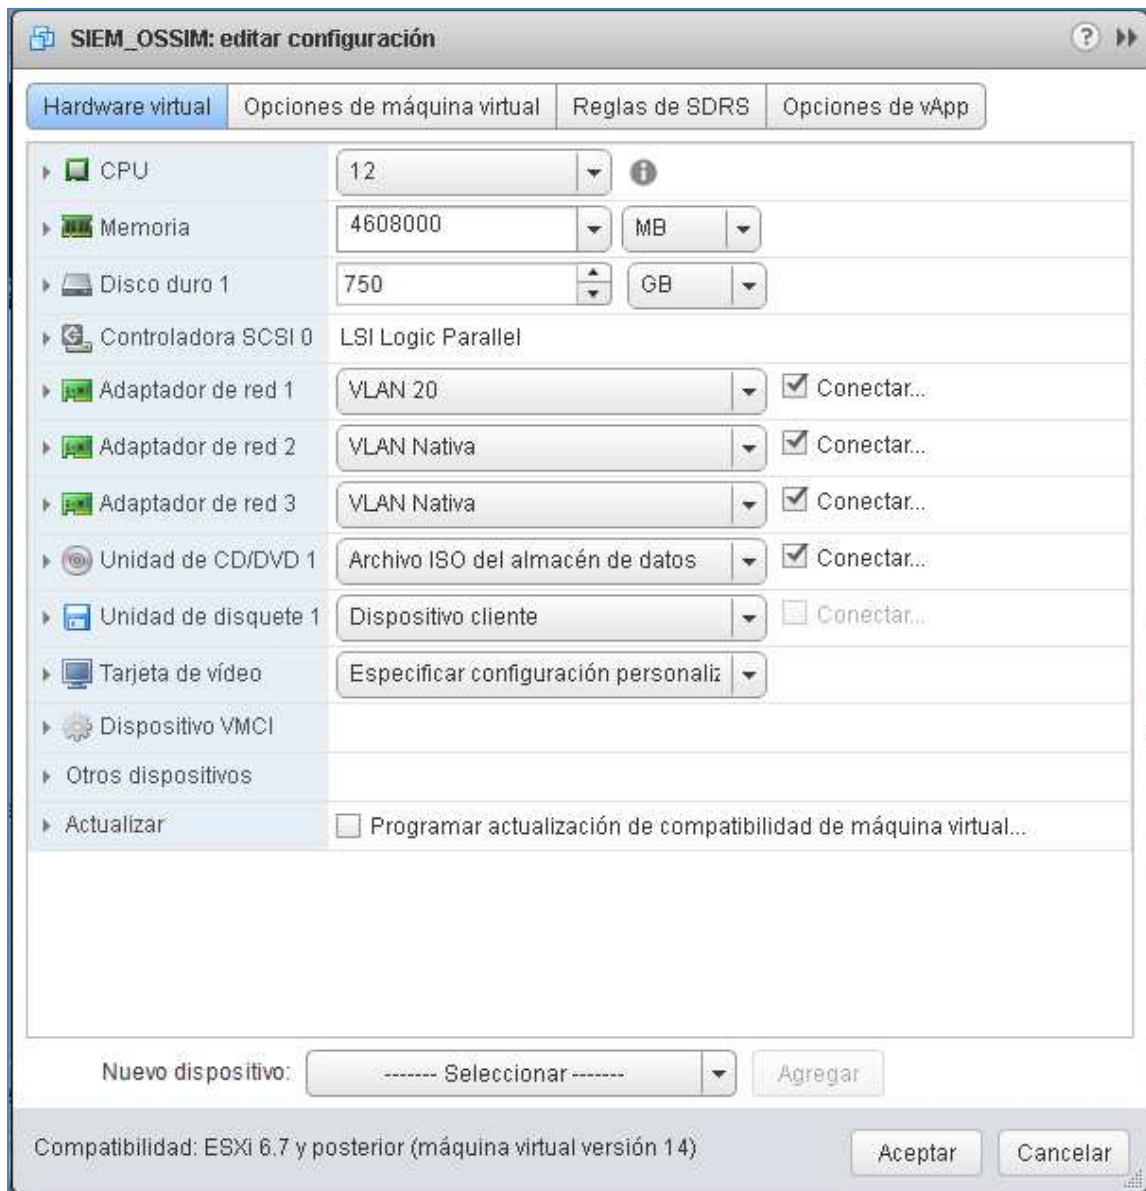 SIEM_OSSIM: editar configuración
Hardware virtual Opciones de máquina virtual Reglas de SDRS Opciones de vApp
CPU 12
Memoria 4608000 MB
Disco duro 1 750 GB
Controladora SCSI 0 LSI Logic Parallel
Adaptador de red 1 VLAN 20 Conectar...
Adaptador de red 2 VLAN Nativa Conectar...
Adaptador de red 3 VLAN Nativa Conectar...
Unidad de CD/DVD 1 Archivo ISO del almacén de datos Conectar...
Unidad de disquete 1 Dispositivo cliente Conectar...
Tarjeta de vídeo Especificar configuración personaliz
Dispositivo VMCI
Otros dispositivos
Actualizar Programar actualización de compatibilidad de máquina virtual...
Nuevo dispositivo: ------- Seleccionar ------- Agregar
Compatibilidad: ESXi 6.7 y posterior (máquina virtual versión 14) Aceptar Cancelar